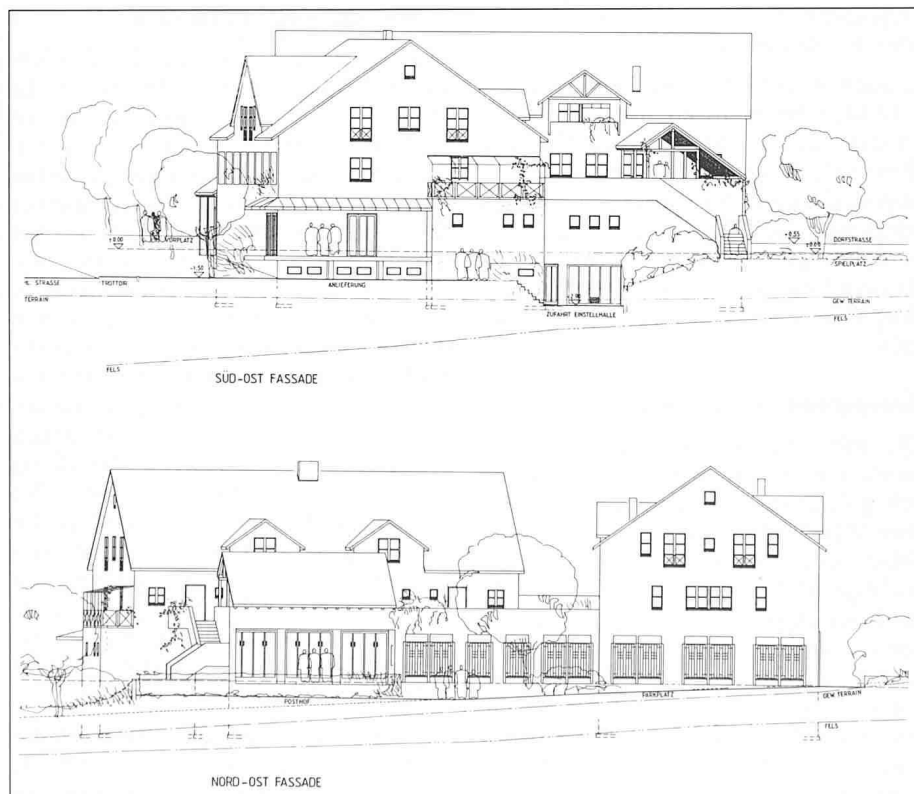 ±0.00
VORPLATZ
-1.50
STRASSE
TROTTOIR
TERRAIN
ANLIEFERUNG
ZUFAHRT EINSTELLHALLE
DORFSTRASSE
SPIELPLATZ
GEW TERRAIN
FELS
FELS
SÜD-OST FASSADE
POSTHOF
PARKPLATZ
GEW TERRAIN
FELS
NORD-OST FASSADE